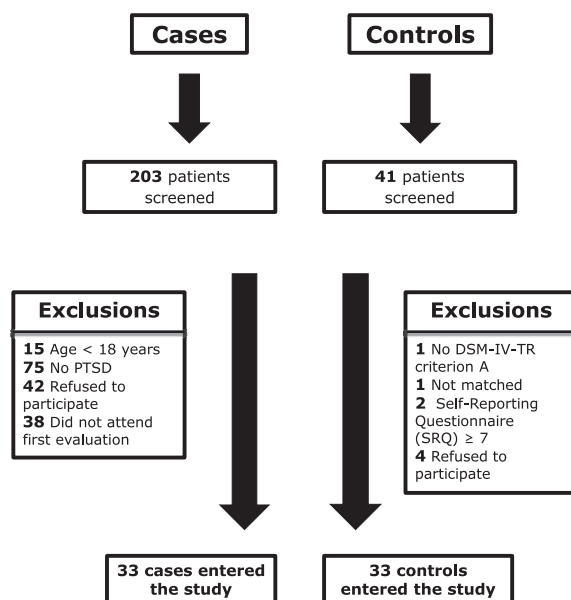 Cases
Controls
203 patients
screened
41 patients
screened
Exclusions
15 Age < 18 years
75 No PTSD
42 Refused to
participate
38 Did not attend
first evaluation
Exclusions
1 No DSM-IV-TR
criterion A
1 Not matched
2 Self-Reporting
Questionnaire
(SRQ) ≥ 7
4 Refused to
participate
33 cases entered
the study
33 controls
entered the study